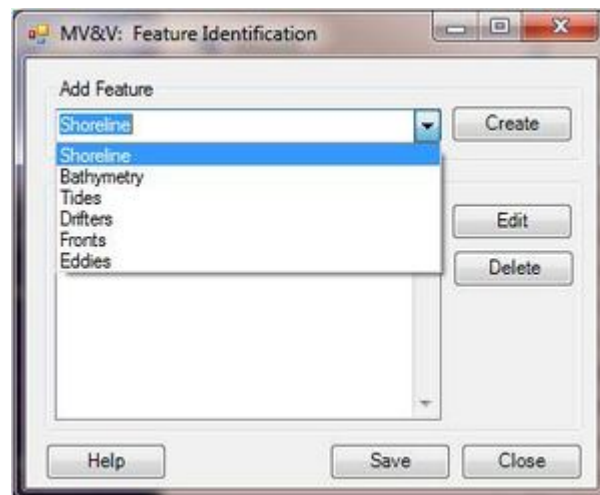 MV&V: Feature Identification
Add Feature
Shoreline
Create
Shoreline
Bathymetry
Tides
Drifters
Fronts
Eddies
Edit
Delete
Help
Save
Close